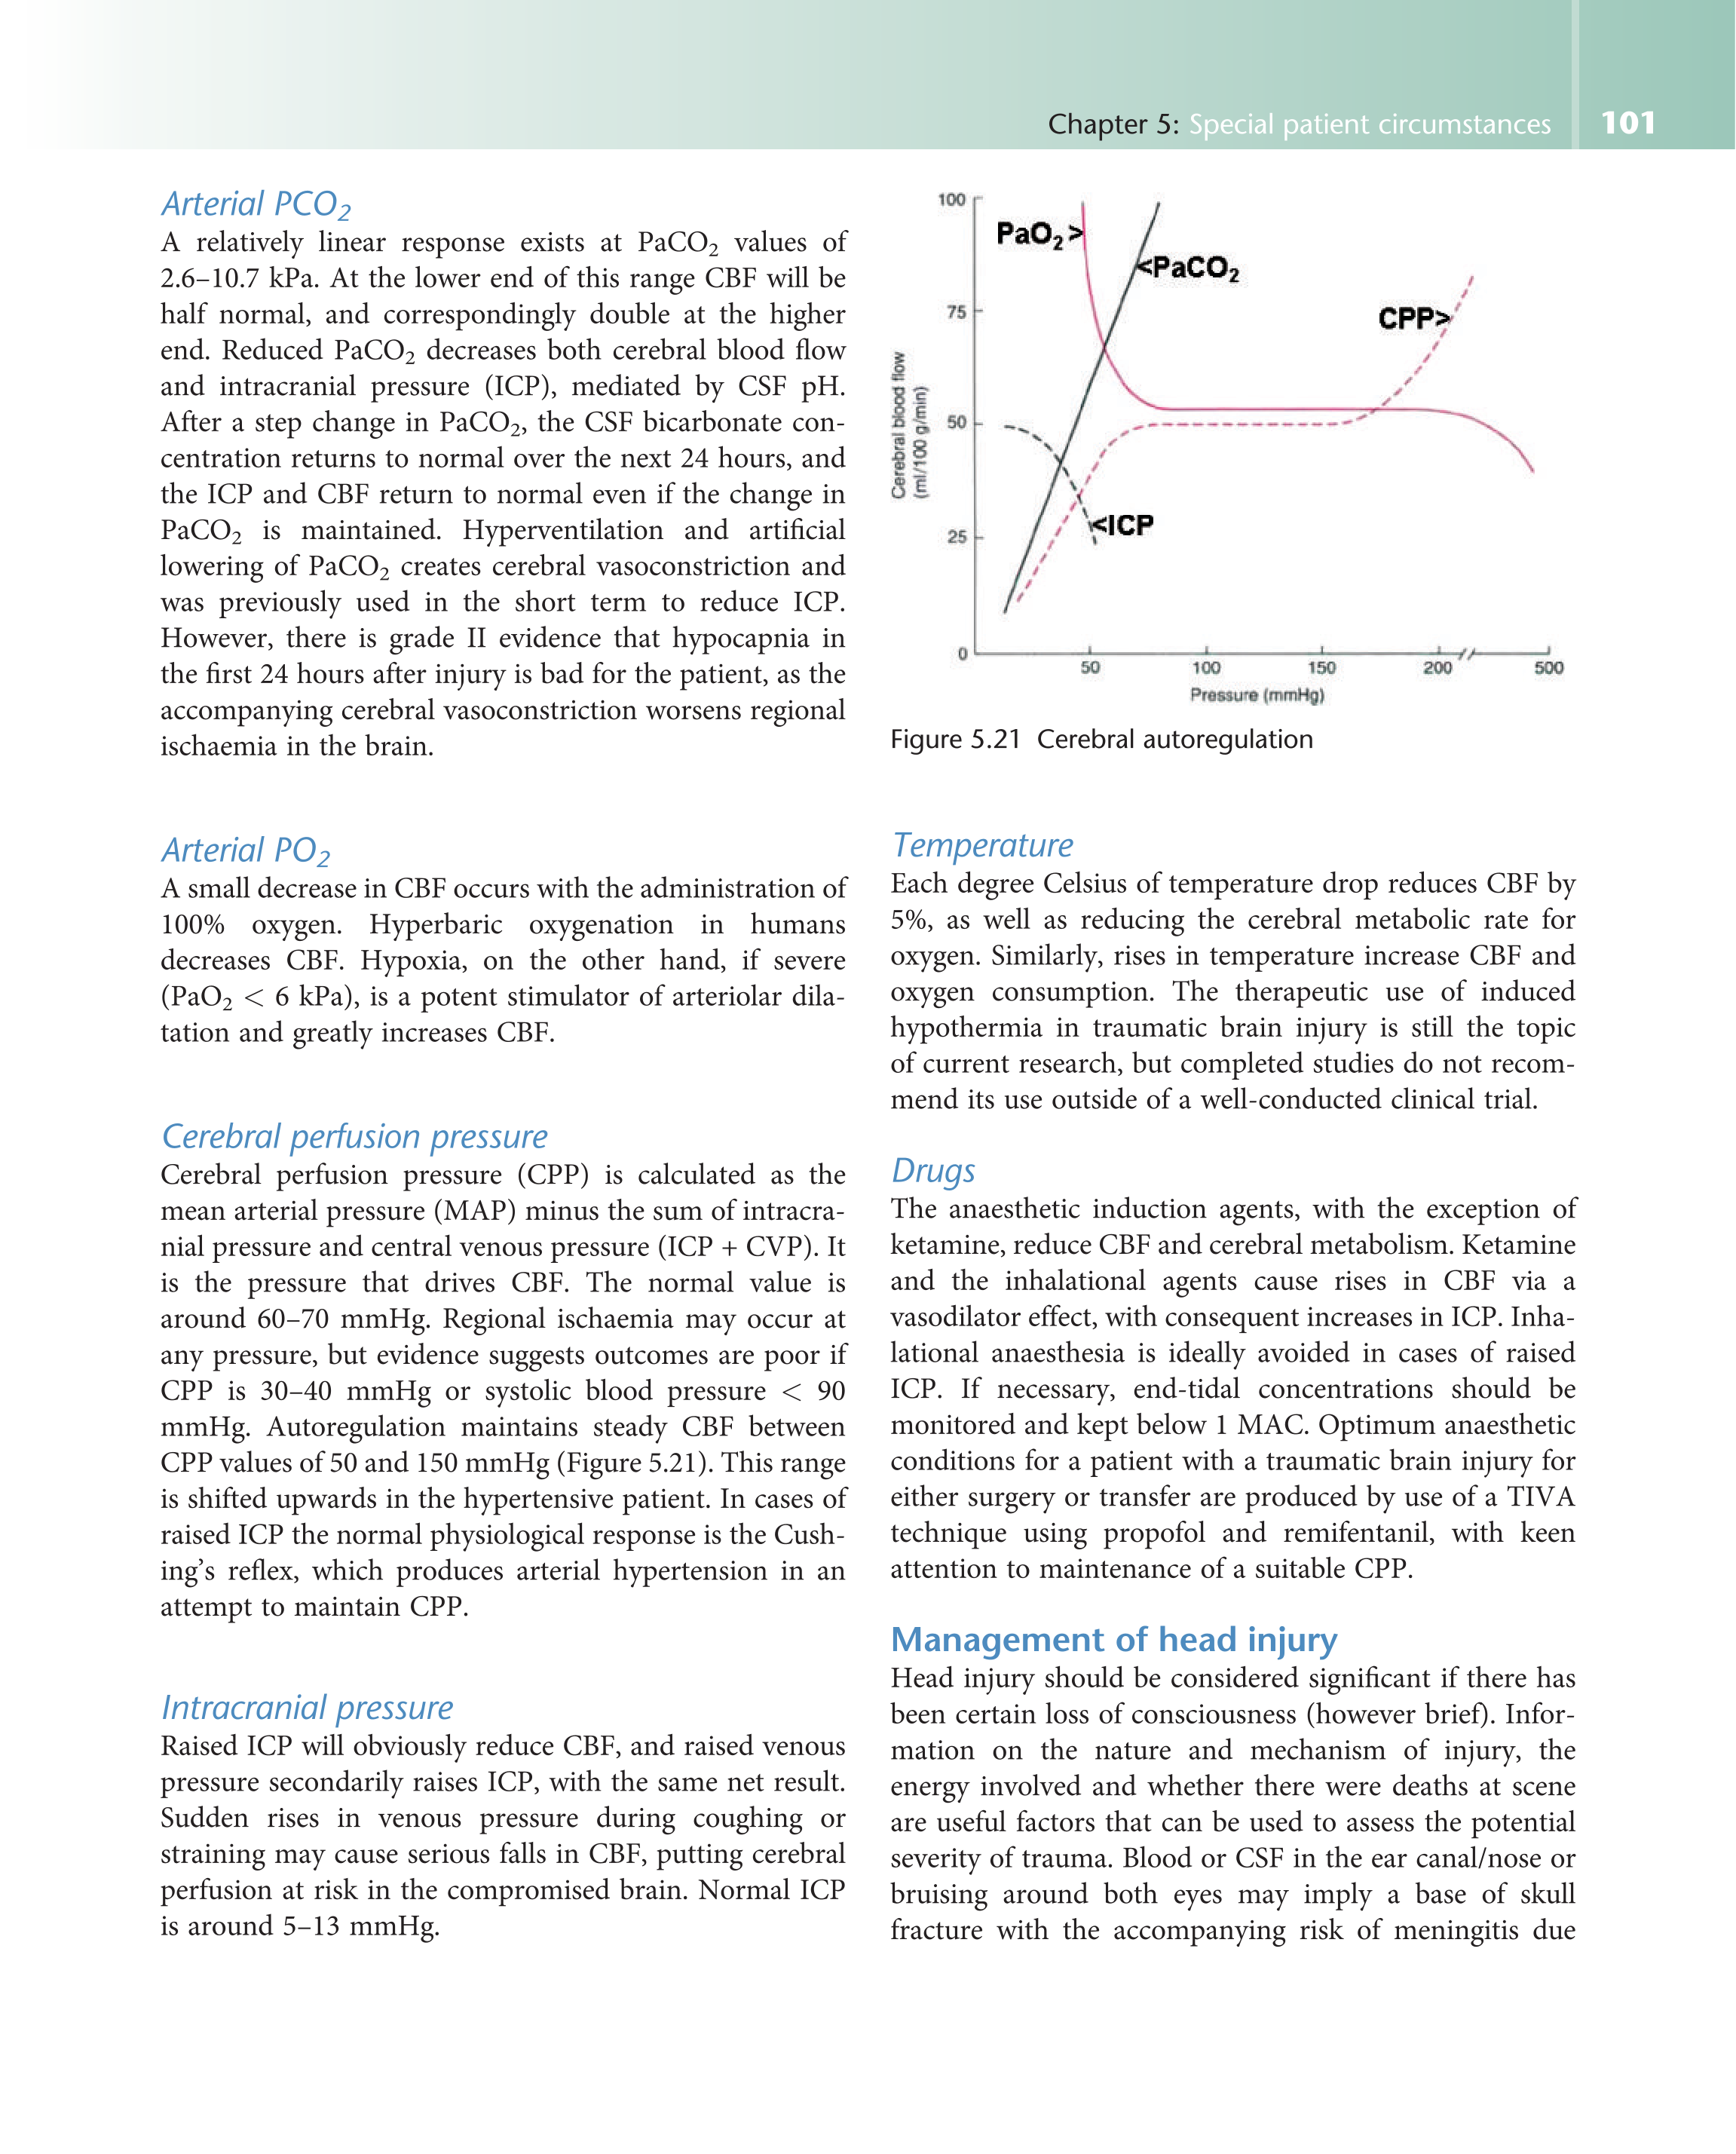 Chapter 5: Special patient circumstances 101
Arterial PCO2
A relatively linear response exists at PaCO2 values of
2.6–10.7 kPa. At the lower end of this range CBF will be
half normal, and correspondingly double at the higher
end. Reduced PaCO2 decreases both cerebral blood flow
and intracranial pressure (ICP), mediated by CSF pH.
After a step change in PaCO2, the CSF bicarbonate con-
centration returns to normal over the next 24 hours, and
the ICP and CBF return to normal even if the change in
PaCO2 is maintained. Hyperventilation and artificial
lowering of PaCO2 creates cerebral vasoconstriction and
was previously used in the short term to reduce ICP.
However, there is grade II evidence that hypocapnia in
the first 24 hours after injury is bad for the patient, as the
accompanying cerebral vasoconstriction worsens regional
ischaemia in the brain.
Arterial PO2
A small decrease in CBF occurs with the administration of
100% oxygen. Hyperbaric oxygenation in humans
decreases CBF. Hypoxia, on the other hand, if severe
(PaO2 < 6 kPa), is a potent stimulator of arteriolar dila-
tation and greatly increases CBF.
Cerebral perfusion pressure
Cerebral perfusion pressure (CPP) is calculated as the
mean arterial pressure (MAP) minus the sum of intracra-
nial pressure and central venous pressure (ICP + CVP). It
is the pressure that drives CBF. The normal value is
around 60–70 mmHg. Regional ischaemia may occur at
any pressure, but evidence suggests outcomes are poor if
CPP is 30–40 mmHg or systolic blood pressure < 90
mmHg. Autoregulation maintains steady CBF between
CPP values of 50 and 150 mmHg (Figure 5.21). This range
is shifted upwards in the hypertensive patient. In cases of
raised ICP the normal physiological response is the Cush-
ing's reflex, which produces arterial hypertension in an
attempt to maintain CPP.
Intracranial pressure
Raised ICP will obviously reduce CBF, and raised venous
pressure secondarily raises ICP, with the same net result.
Sudden rises in venous pressure during coughing or
straining may cause serious falls in CBF, putting cerebral
perfusion at risk in the compromised brain. Normal ICP
is around 5–13 mmHg.
100
75
50
25
0
Cerebral blood flow
(ml/100 g/min)
PaO2>
<PaCO2
CPP>
<ICP
50 100 150 200 500
Pressure (mmHg)
Figure 5.21 Cerebral autoregulation
Temperature
Each degree Celsius of temperature drop reduces CBF by
5%, as well as reducing the cerebral metabolic rate for
oxygen. Similarly, rises in temperature increase CBF and
oxygen consumption. The therapeutic use of induced
hypothermia in traumatic brain injury is still the topic
of current research, but completed studies do not recom-
mend its use outside of a well-conducted clinical trial.
Drugs
The anaesthetic induction agents, with the exception of
ketamine, reduce CBF and cerebral metabolism. Ketamine
and the inhalational agents cause rises in CBF via a
vasodilator effect, with consequent increases in ICP. Inha-
lational anaesthesia is ideally avoided in cases of raised
ICP. If necessary, end-tidal concentrations should be
monitored and kept below 1 MAC. Optimum anaesthetic
conditions for a patient with a traumatic brain injury for
either surgery or transfer are produced by use of a TIVA
technique using propofol and remifentanil, with keen
attention to maintenance of a suitable CPP.
Management of head injury
Head injury should be considered significant if there has
been certain loss of consciousness (however brief). Infor-
mation on the nature and mechanism of injury, the
energy involved and whether there were deaths at scene
are useful factors that can be used to assess the potential
severity of trauma. Blood or CSF in the ear canal/nose or
bruising around both eyes may imply a base of skull
fracture with the accompanying risk of meningitis due